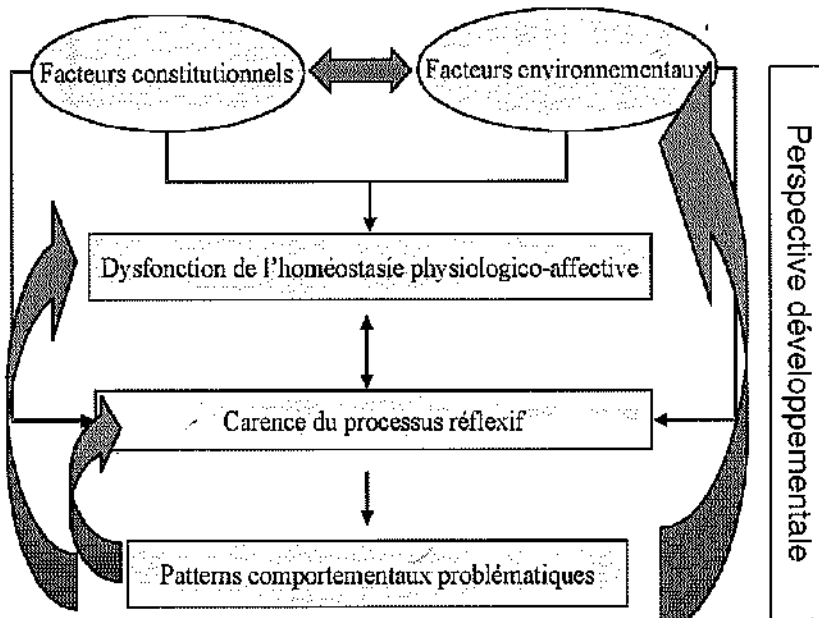 Facteurs constitutionnels
Facteurs environnementaux
Dysfonction de l'homéostasie physiologico-affective
Carence du processus réflexif
Patterns comportementaux problématiques
Perspective développementale